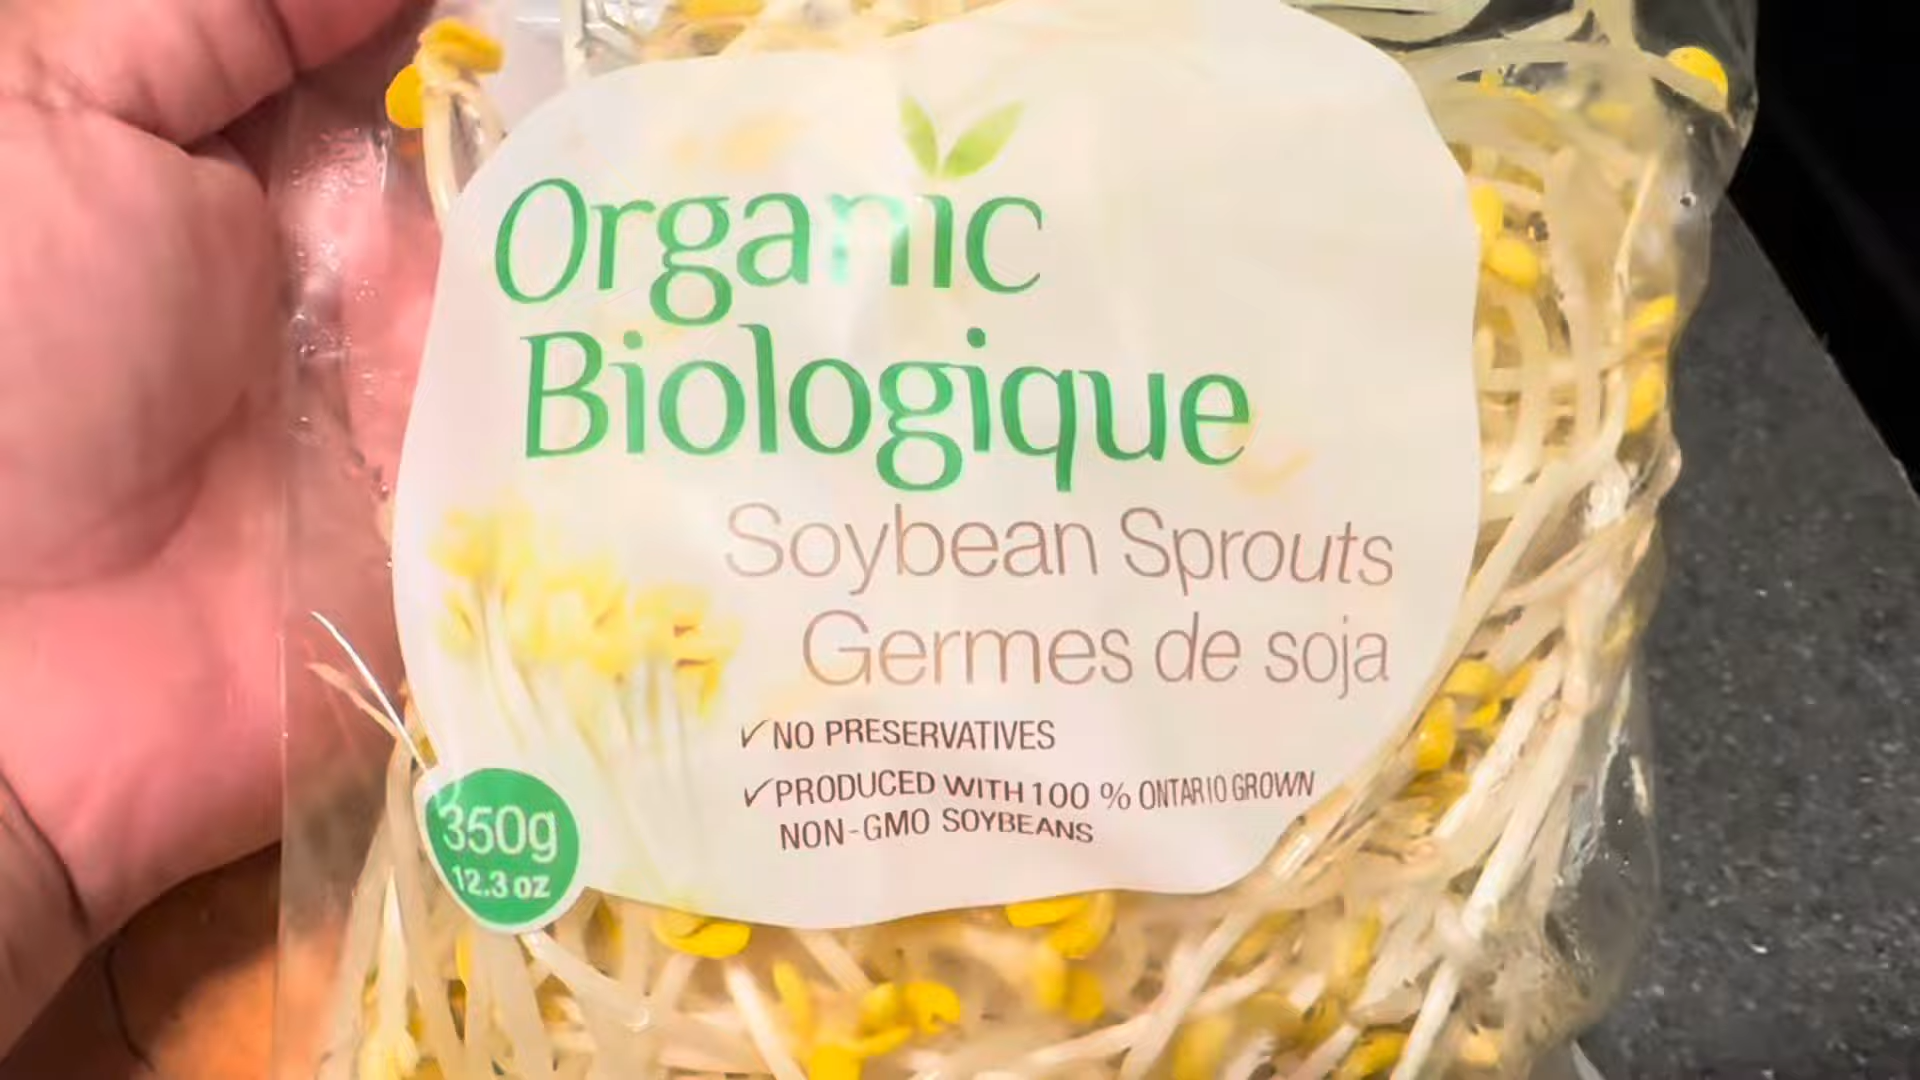 Organic
Biologique
Soybean Sprouts
Germes de soja
✓ NO PRESERVATIVES
✓ PRODUCED WITH 100 % ONTARIO GROWN
NON-GMO SOYBEANS
350g
12.3 oz